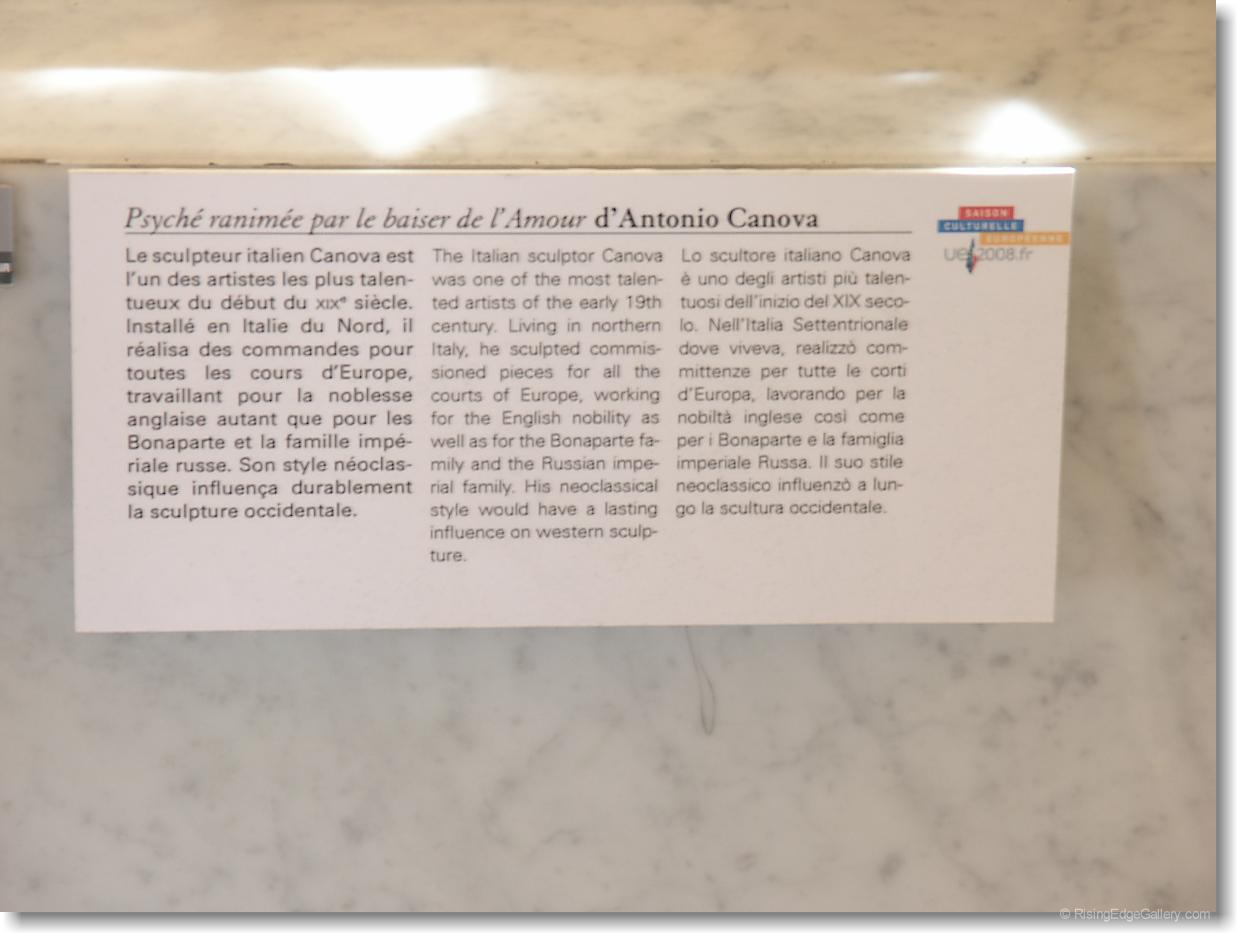 Psyché ranimée par le baiser de l'Amour d'Antonio Canova
Le sculpteur italien Canova est
l'un des artistes les plus talen-
tueux du début du XIXe siècle.
Installé en Italie du Nord, il
réalisa des commandes pour
toutes les cours d'Europe,
travaillant pour la noblesse
anglaise autant que pour les
Bonaparte et la famille impé-
riale russe. Son style néoclas-
sique influença durablement
la sculpture occidentale.
The Italian sculptor Canova
was one of the most talen-
ted artists of the early 19th
century. Living in northern
Italy, he sculpted commis-
sioned pieces for all the
courts of Europe, working
for the English nobility as
well as for the Bonaparte fa-
mily and the Russian impe-
rial family. His neoclassical
style would have a lasting
influence on western sculp-
ture.
Lo scultore italiano Canova
è uno degli artisti più talen-
tuosi dell'inizio del XIX seco-
lo. Nell'Italia Settentrionale
dove viveva, realizzò com-
mittenze per tutte le corti
d'Europa, lavorando per la
nobiltà inglese così come
per i Bonaparte e la famiglia
imperiale Russa. Il suo stile
neoclassico influenzò a lun-
go la scultura occidentale.
SAISON
CULTURELLE
EUROPÉENNE
UE 2008.fr
© RisingEdgeGallery.com